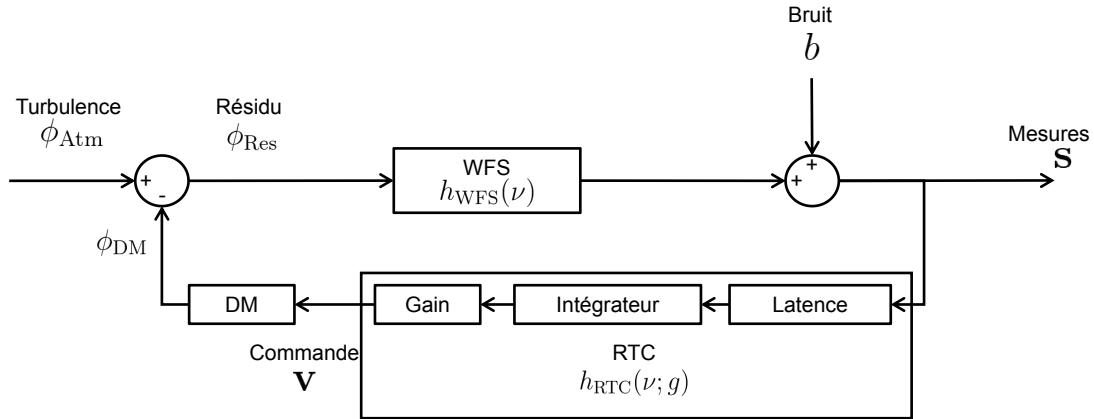 Bruit
b
Turbulence
ϕ_Atm
Résidu
ϕ_Res
WFS
h_WFS(ν)
Mesures
S
+
-
+
+
ϕ_DM
DM
Gain
Intégrateur
Latence
Commande
V
RTC
h_RTC(ν; g)